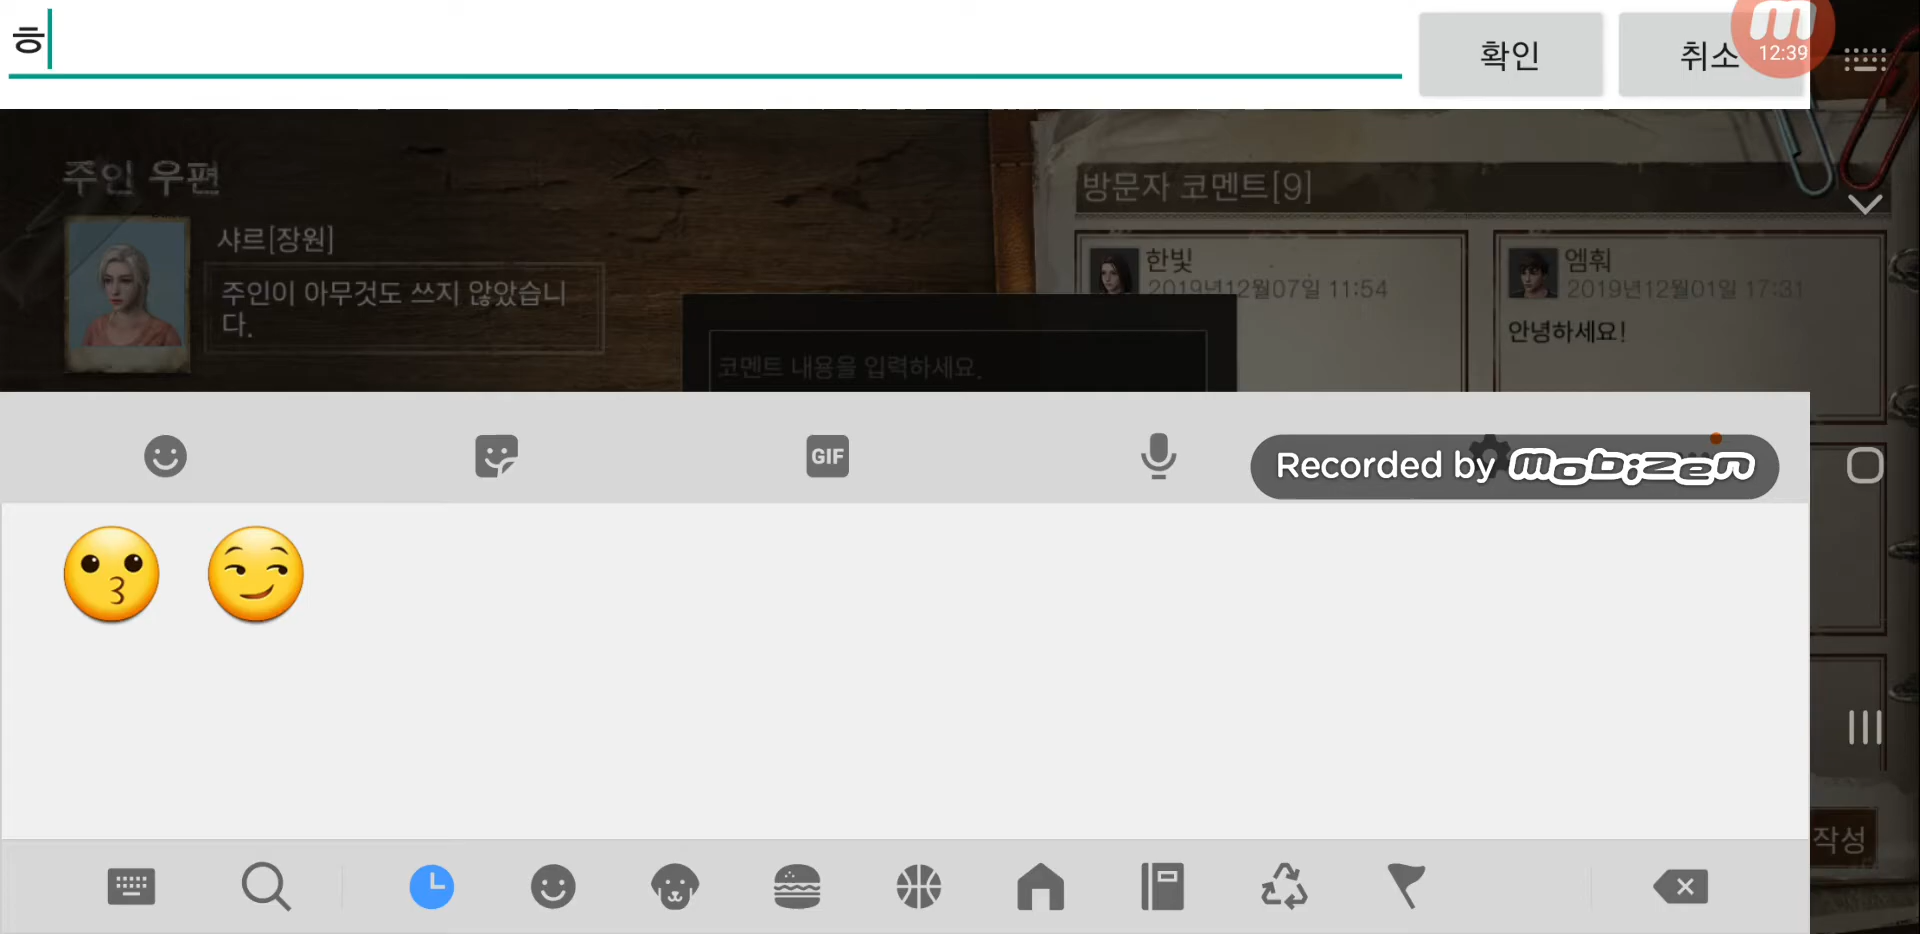 ㅎ
확인
취소
12:39
주인 우편
샤르[장원]
주인이 아무것도 쓰지 않았습니
다.
방문자 코멘트[9]
한빛
2019년12월07일 11:54
엠훠
2019년12월01일 17:31
안녕하세요!
코멘트 내용을 입력하세요.
GIF
Recorded by mobizen
작성